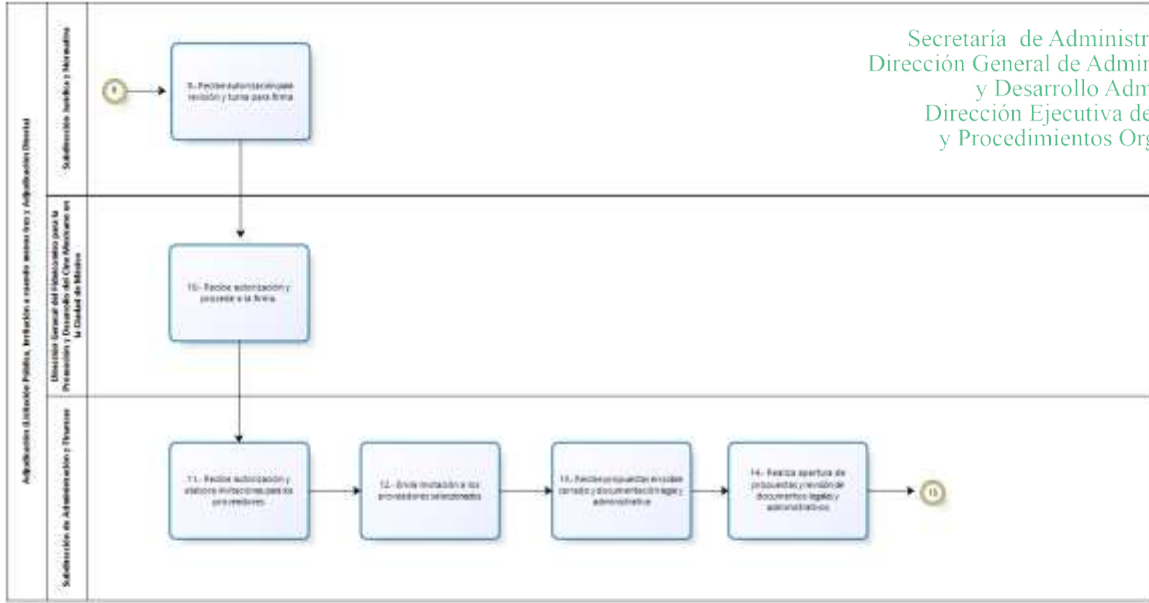 Secretaría de Administr
Dirección General de Admin
y Desarrollo Adm
Dirección Ejecutiva de
y Procedimientos Org
Adjudicación (Licitación Pública, Invitación a cuando menos tres y Adjudicación Directa)
Subdirección Jurídica y Normativa
9.- Recibe autorización para
revisión y turna para firma
Dirección General del Fideicomiso para la
Promoción y Desarrollo del Cine Mexicano en
la Ciudad de México
10.- Recibe autorización y
procede a la firma.
Subdirección de Administración y Finanzas
11.- Recibe autorización y
elabora invitaciones para los
proveedores
12.- Envía invitación a los
proveedores seleccionados
13.- Recibe propuestas en sobre
cerrado y documentación legal y
administrativa
14.- Realiza apertura de
propuestas y revisión de
documentos legales y
administrativos
15